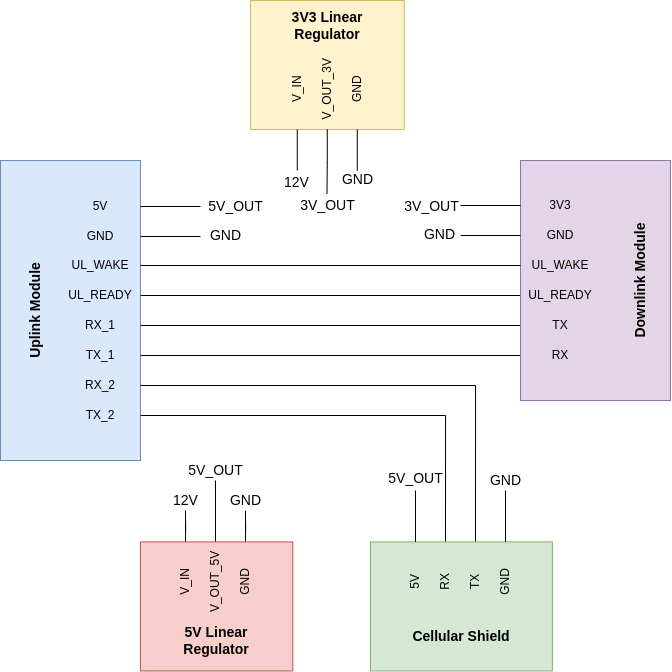 3V3 Linear
Regulator
V_IN
V_OUT_3V
GND
12V
3V_OUT
GND
Uplink Module
5V
5V_OUT
GND
GND
UL_WAKE
UL_READY
RX_1
TX_1
RX_2
TX_2
3V_OUT
3V3
GND
GND
UL_WAKE
UL_READY
TX
RX
Downlink Module
5V_OUT
12V
GND
V_IN
V_OUT_5V
GND
5V Linear
Regulator
5V_OUT
GND
5V
RX
TX
GND
Cellular Shield